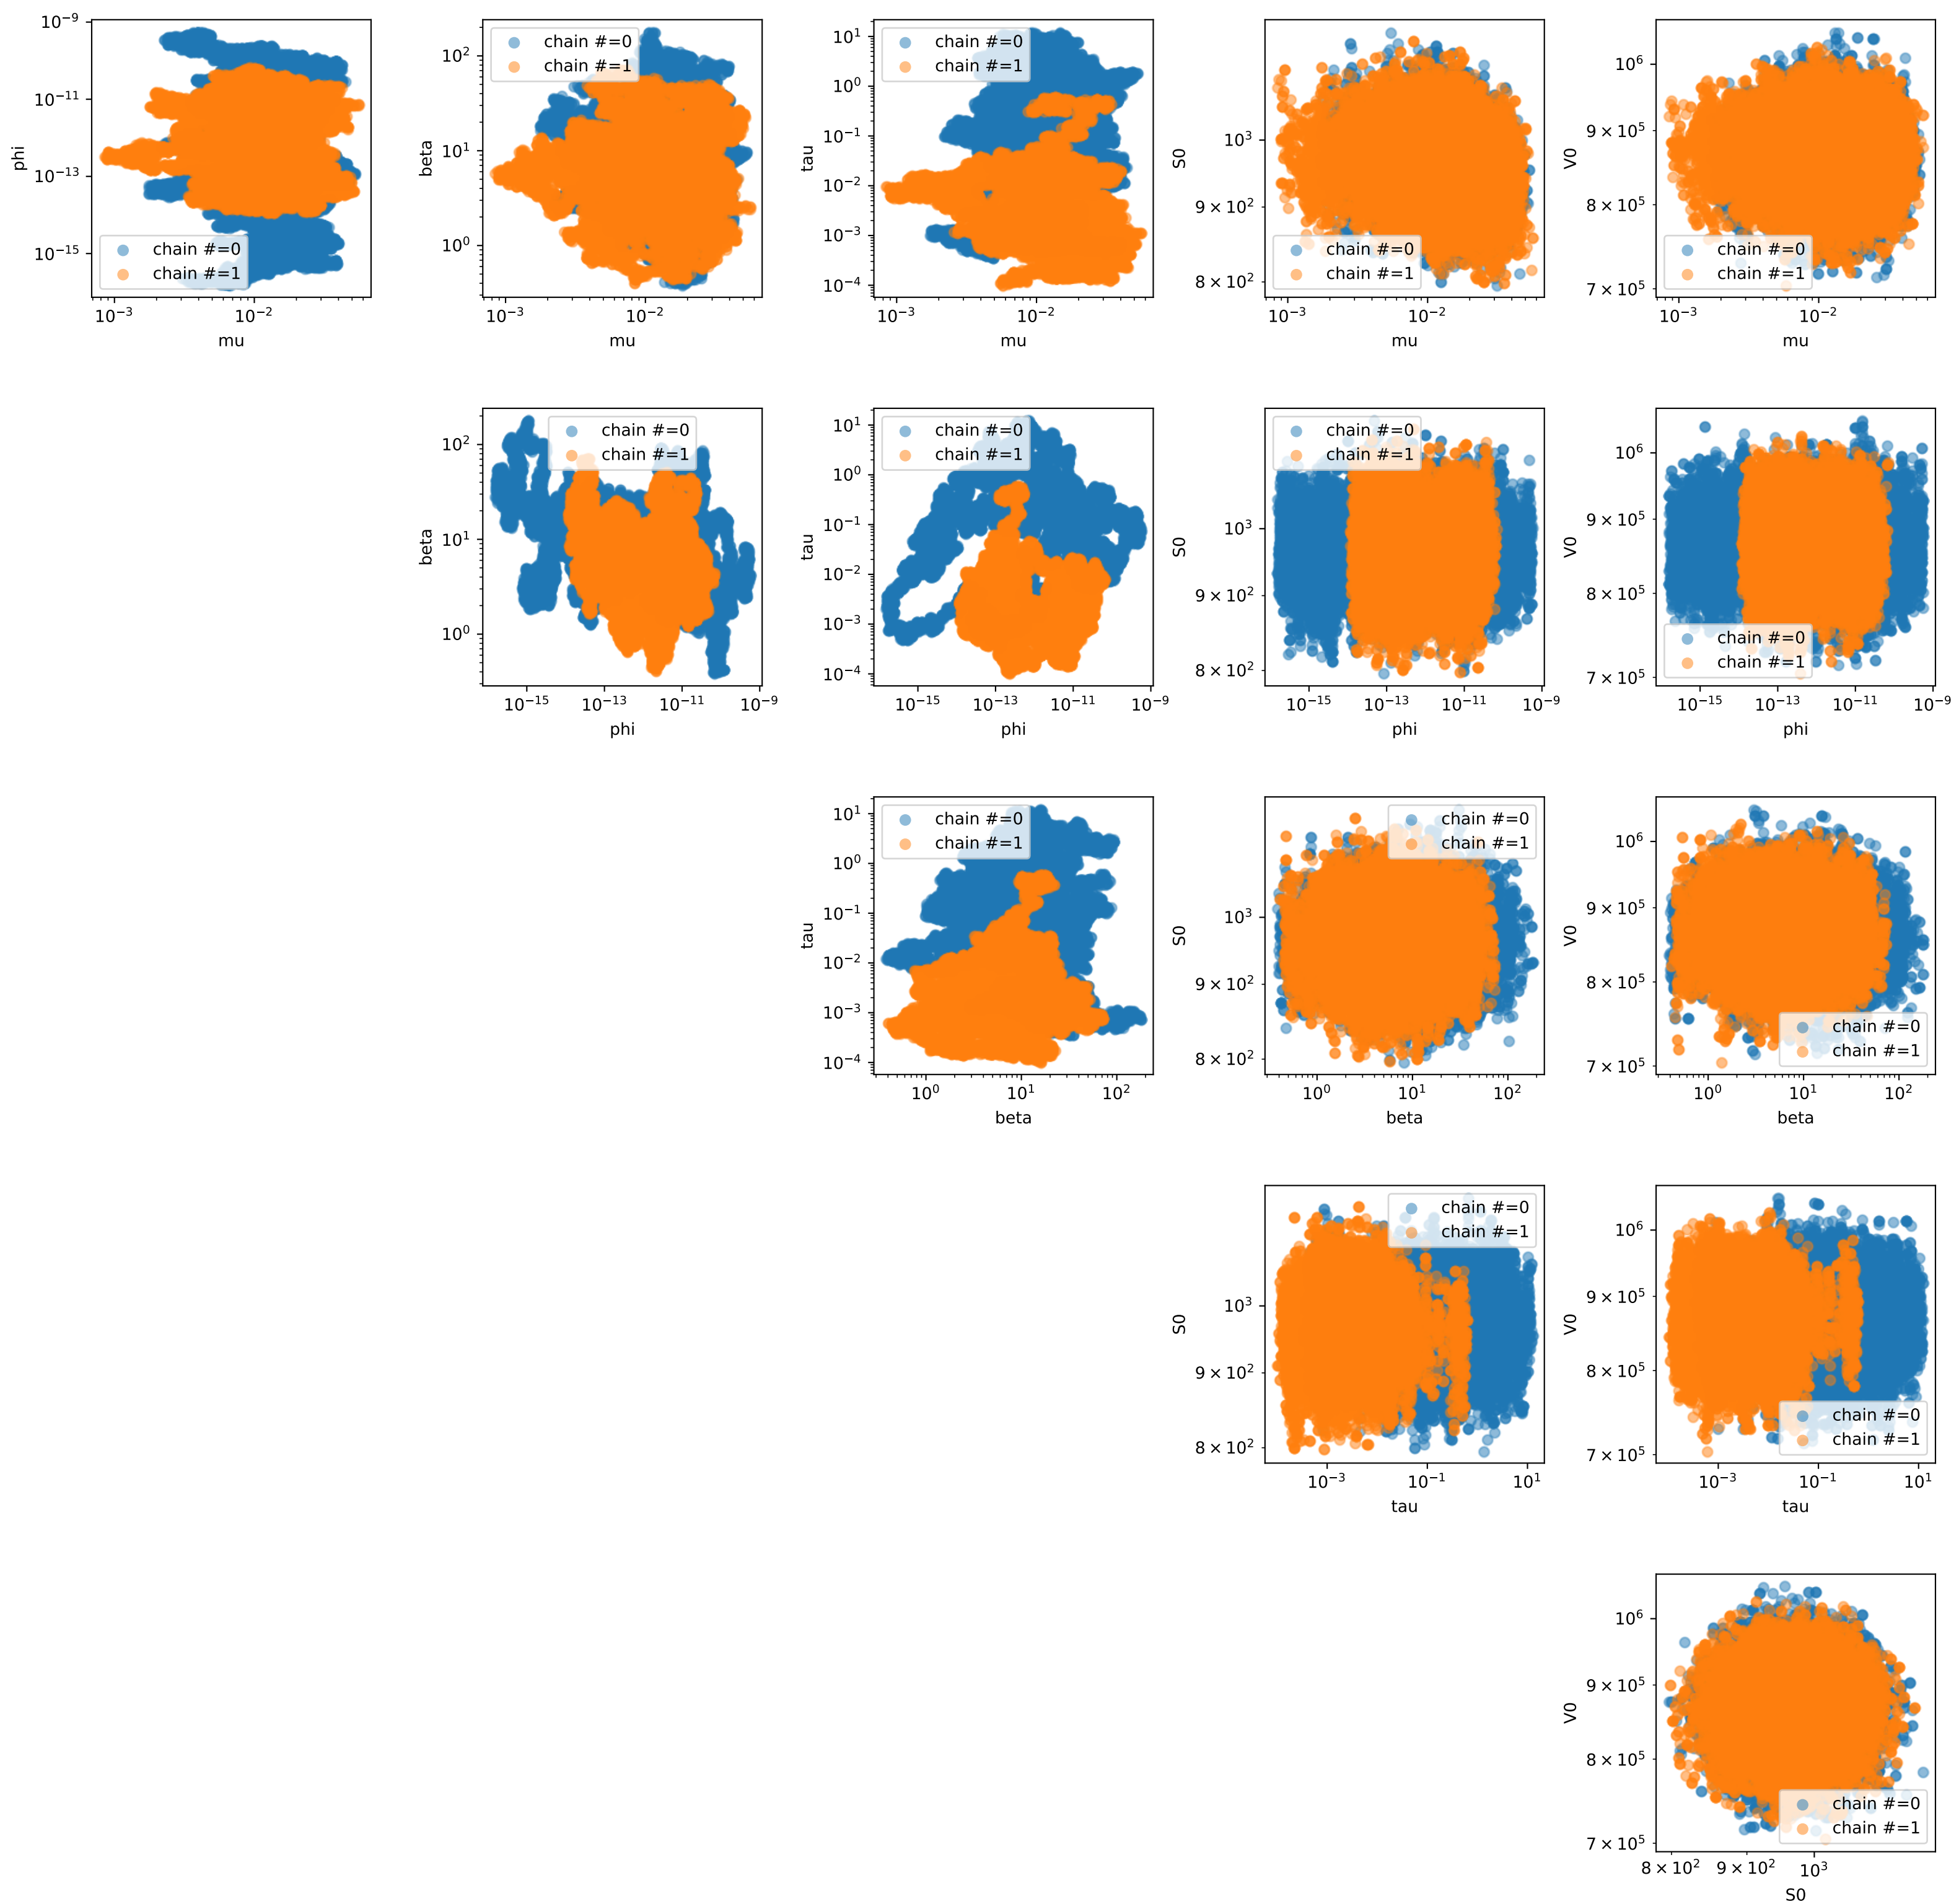 10⁻⁹
10⁻¹¹
10⁻¹³
10⁻¹⁵
phi
chain #=0
chain #=1
10⁻³ 10⁻²
mu
10²
10¹
10⁰
beta
chain #=0
chain #=1
10⁻³ 10⁻²
mu
10¹
10⁰
10⁻¹
10⁻²
10⁻³
10⁻⁴
tau
chain #=0
chain #=1
10⁻³ 10⁻²
mu
10³
9 × 10²
8 × 10²
S0
chain #=0
chain #=1
10⁻³ 10⁻²
mu
10⁶
9 × 10⁵
8 × 10⁵
7 × 10⁵
V0
chain #=0
chain #=1
10⁻³ 10⁻²
mu
10²
10¹
10⁰
beta
chain #=0
chain #=1
10⁻¹⁵ 10⁻¹³ 10⁻¹¹ 10⁻⁹
phi
10¹
10⁰
10⁻¹
10⁻²
10⁻³
10⁻⁴
tau
chain #=0
chain #=1
10⁻¹⁵ 10⁻¹³ 10⁻¹¹ 10⁻⁹
phi
10³
9 × 10²
8 × 10²
S0
chain #=0
chain #=1
10⁻¹⁵ 10⁻¹³ 10⁻¹¹ 10⁻⁹
phi
10⁶
9 × 10⁵
8 × 10⁵
7 × 10⁵
V0
chain #=0
chain #=1
10⁻¹⁵ 10⁻¹³ 10⁻¹¹ 10⁻⁹
phi
10¹
10⁰
10⁻¹
10⁻²
10⁻³
10⁻⁴
tau
chain #=0
chain #=1
10⁰ 10¹ 10²
beta
10³
9 × 10²
8 × 10²
S0
chain #=0
chain #=1
10⁰ 10¹ 10²
beta
10⁶
9 × 10⁵
8 × 10⁵
7 × 10⁵
V0
chain #=0
chain #=1
10⁰ 10¹ 10²
beta
10³
9 × 10²
8 × 10²
S0
chain #=0
chain #=1
10⁻³ 10⁻¹ 10¹
tau
10⁶
9 × 10⁵
8 × 10⁵
7 × 10⁵
V0
chain #=0
chain #=1
10⁻³ 10⁻¹ 10¹
tau
10⁶
9 × 10⁵
8 × 10⁵
7 × 10⁵
V0
chain #=0
chain #=1
8 × 10² 9 × 10² 10³
S0